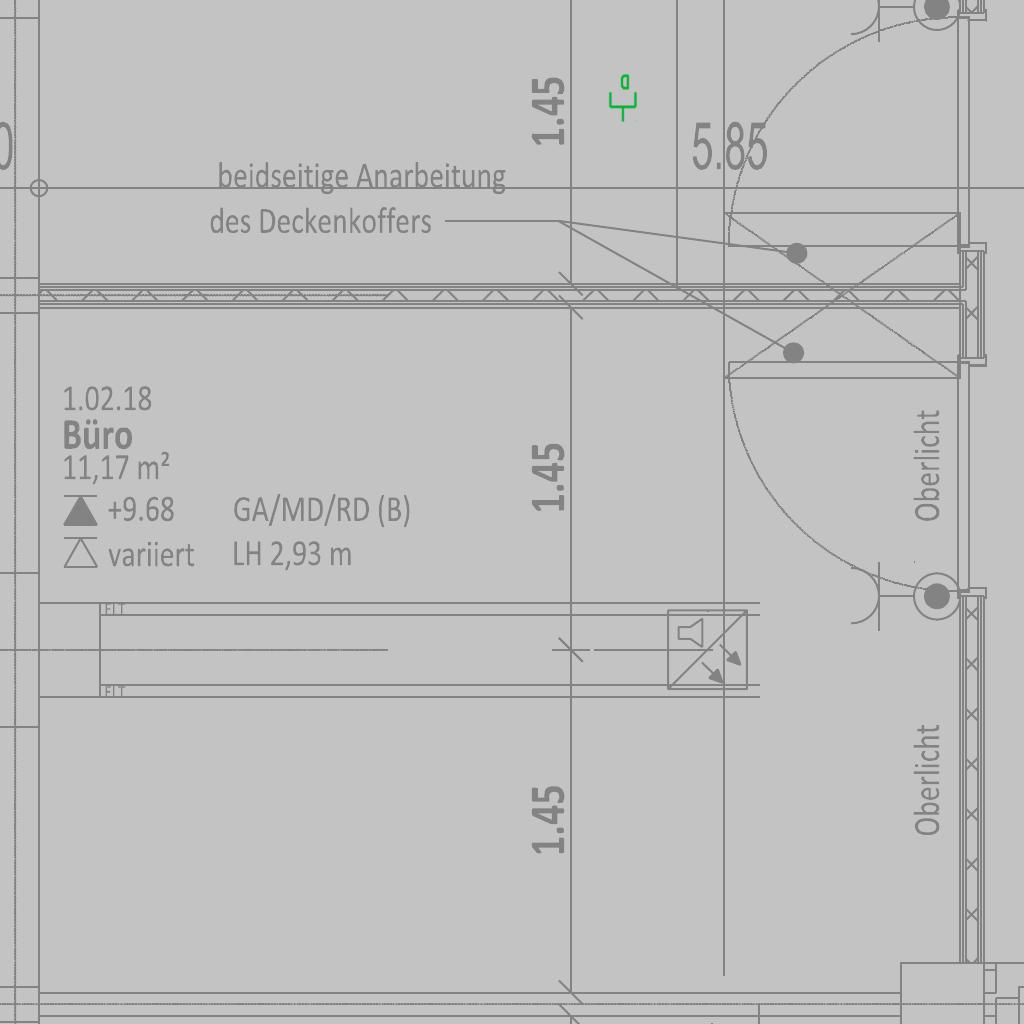 1.45
a
5.85
beidseitige Anarbeitung
des Deckenkoffers
1.02.18
Büro
11,17 m²
1.45
+9.68 GA/MD/RD (B)
variiert LH 2,93 m
Oberlicht
FIT
FIT
1.45
Oberlicht